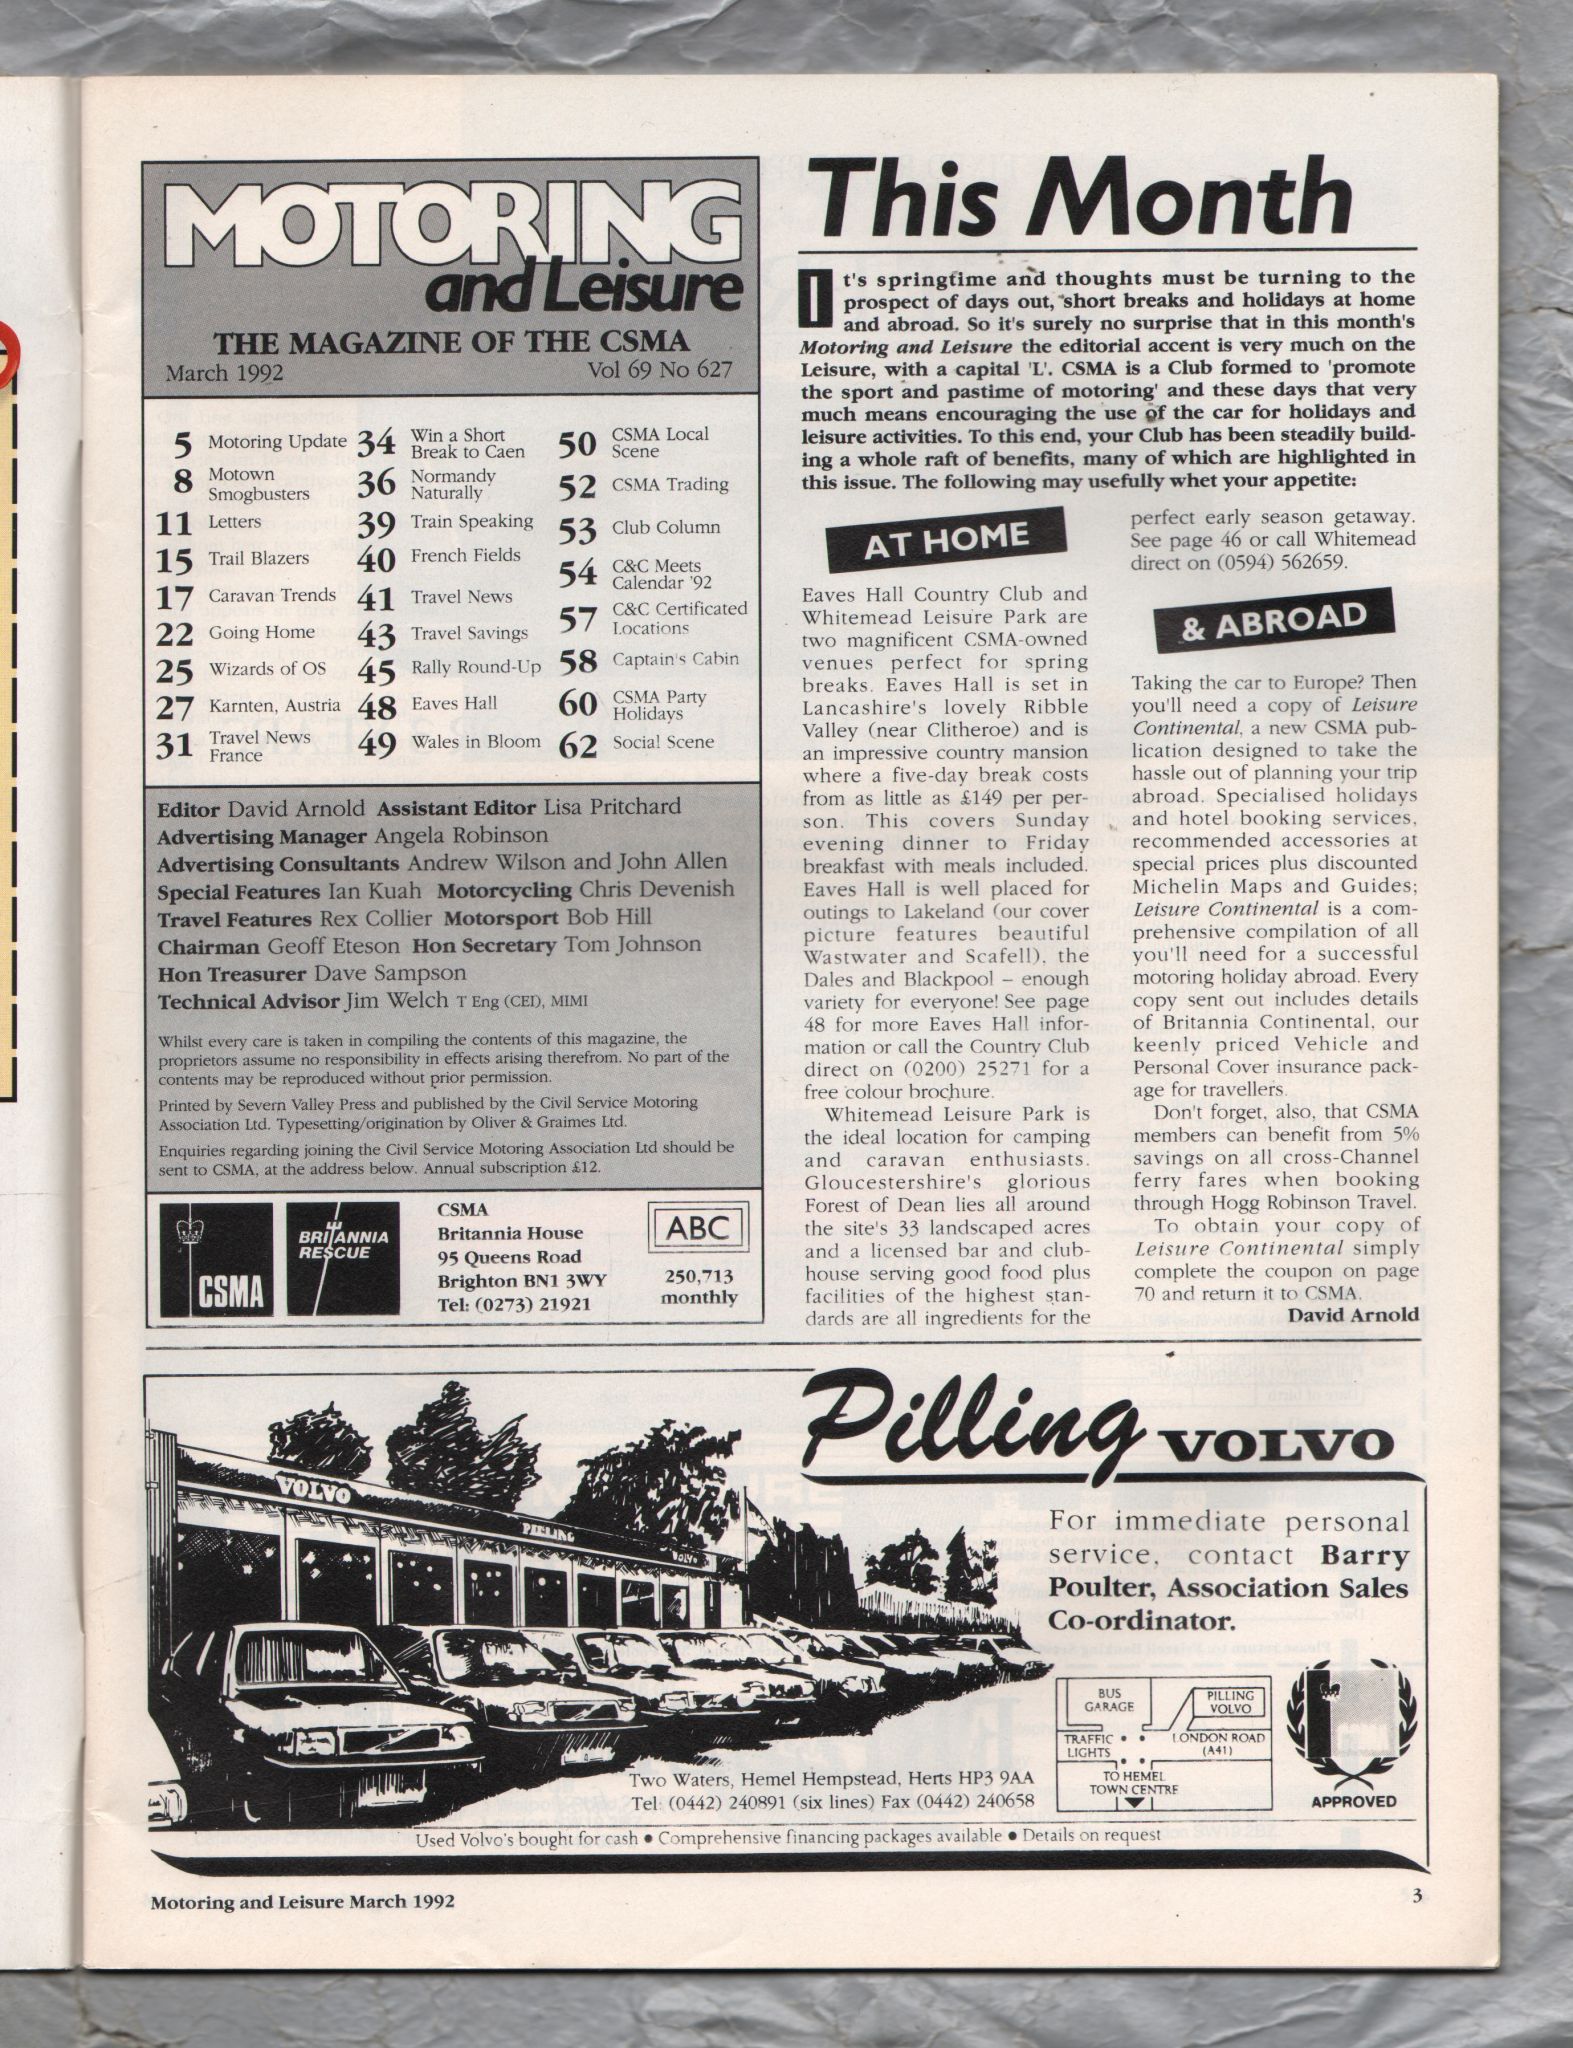 MOTORING
and Leisure
THE MAGAZINE OF THE CSMA
March 1992 Vol 69 No 627
5 Motoring Update
8 Motown
Smogbusters
11 Letters
15 Trail Blazers
17 Caravan Trends
22 Going Home
25 Wizards of OS
27 Karnten, Austria
31 Travel News
France
34 Win a Short
Break to Caen
36 Normandy
Naturally
39 Train Speaking
40 French Fields
41 Travel News
43 Travel Savings
45 Rally Round-Up
48 Eaves Hall
49 Wales in Bloom
50 CSMA Local
Scene
52 CSMA Trading
53 Club Column
54 C&C Meets
Calendar '92
57 C&C Certificated
Locations
58 Captain's Cabin
60 CSMA Party
Holidays
62 Social Scene
Editor David Arnold Assistant Editor Lisa Pritchard
Advertising Manager Angela Robinson
Advertising Consultants Andrew Wilson and John Allen
Special Features Ian Kuah Motorcycling Chris Devenish
Travel Features Rex Collier Motorsport Bob Hill
Chairman Geoff Eteson Hon Secretary Tom Johnson
Hon Treasurer Dave Sampson
Technical Advisor Jim Welch T Eng (CEI), MIMI
Whilst every care is taken in compiling the contents of this magazine, the
proprietors assume no responsibility in effects arising therefrom. No part of the
contents may be reproduced without prior permission.
Printed by Severn Valley Press and published by the Civil Service Motoring
Association Ltd. Typesetting/origination by Oliver & Graimes Ltd.
Enquiries regarding joining the Civil Service Motoring Association Ltd should be
sent to CSMA, at the address below. Annual subscription £12.
CSMA
BRITANNIA
RESCUE
CSMA
Britannia House
95 Queens Road
Brighton BN1 3WY
Tel: (0273) 21921
ABC
250,713
monthly
This Month
It's springtime and thoughts must be turning to the
prospect of days out, short breaks and holidays at home
and abroad. So it's surely no surprise that in this month's
Motoring and Leisure the editorial accent is very much on the
Leisure, with a capital 'L'. CSMA is a Club formed to 'promote
the sport and pastime of motoring' and these days that very
much means encouraging the use of the car for holidays and
leisure activities. To this end, your Club has been steadily build-
ing a whole raft of benefits, many of which are highlighted in
this issue. The following may usefully whet your appetite:
AT HOME
Eaves Hall Country Club and
Whitemead Leisure Park are
two magnificent CSMA-owned
venues perfect for spring
breaks. Eaves Hall is set in
Lancashire's lovely Ribble
Valley (near Clitheroe) and is
an impressive country mansion
where a five-day break costs
from as little as £149 per per-
son. This covers Sunday
evening dinner to Friday
breakfast with meals included.
Eaves Hall is well placed for
outings to Lakeland (our cover
picture features beautiful
Wastwater and Scafell), the
Dales and Blackpool – enough
variety for everyone! See page
48 for more Eaves Hall infor-
mation or call the Country Club
direct on (0200) 25271 for a
free colour brochure.
Whitemead Leisure Park is
the ideal location for camping
and caravan enthusiasts.
Gloucestershire's glorious
Forest of Dean lies all around
the site's 33 landscaped acres
and a licensed bar and club-
house serving good food plus
facilities of the highest stan-
dards are all ingredients for the
perfect early season getaway.
See page 46 or call Whitemead
direct on (0594) 562659.
& ABROAD
Taking the car to Europe? Then
you'll need a copy of Leisure
Continental, a new CSMA pub-
lication designed to take the
hassle out of planning your trip
abroad. Specialised holidays
and hotel booking services,
recommended accessories at
special prices plus discounted
Michelin Maps and Guides;
Leisure Continental is a com-
prehensive compilation of all
you'll need for a successful
motoring holiday abroad. Every
copy sent out includes details
of Britannia Continental, our
keenly priced Vehicle and
Personal Cover insurance pack-
age for travellers.
Don't forget, also, that CSMA
members can benefit from 5%
savings on all cross-Channel
ferry fares when booking
through Hogg Robinson Travel.
To obtain your copy of
Leisure Continental simply
complete the coupon on page
70 and return it to CSMA.
David Arnold
Pilling VOLVO
VOLVO
PILLING
VOLVO
For immediate personal
service, contact Barry
Poulter, Association Sales
Co-ordinator.
BUS
GARAGE
PILLING
VOLVO
TRAFFIC
LIGHTS
LONDON ROAD
(A41)
TO HEMEL
TOWN CENTRE
APPROVED
Two Waters, Hemel Hempstead, Herts HP3 9AA
Tel: (0442) 240891 (six lines) Fax (0442) 240658
Used Volvo's bought for cash • Comprehensive financing packages available • Details on request
Motoring and Leisure March 1992 3